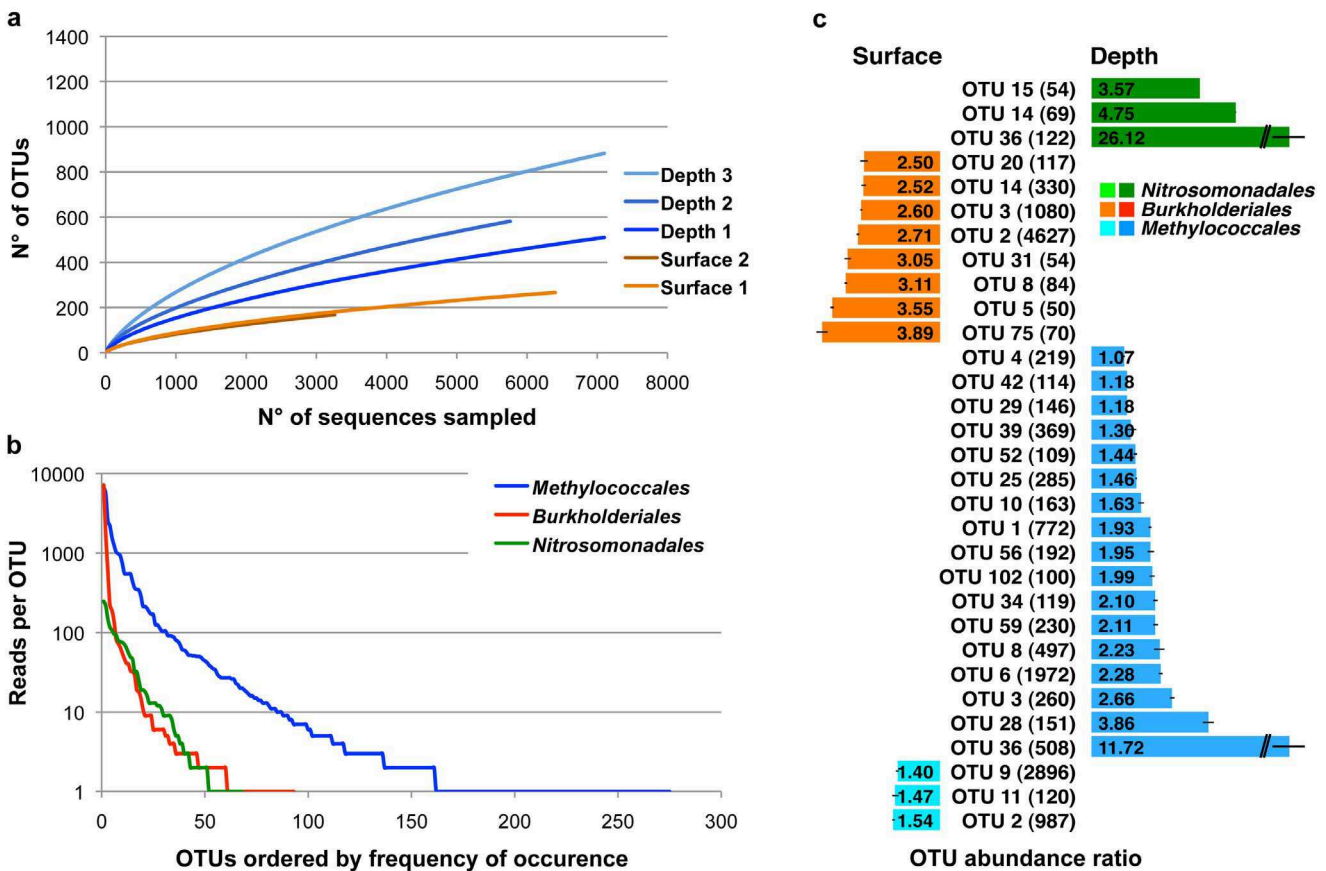 a
1400
1200
1000
800
600
400
200
0
N° of OTUs
0 1000 2000 3000 4000 5000 6000 7000 8000
N° of sequences sampled
Depth 3
Depth 2
Depth 1
Surface 2
Surface 1
b
10000
1000
100
10
1
Reads per OTU
0 50 100 150 200 250 300
OTUs ordered by frequency of occurence
Methylococcales
Burkholderiales
Nitrosomonadales
c
Surface Depth
OTU 15 (54) 3.57
OTU 14 (69) 4.75
OTU 36 (122) 26.12
2.50 OTU 20 (117)
2.52 OTU 14 (330)
2.60 OTU 3 (1080)
2.71 OTU 2 (4627)
3.05 OTU 31 (54)
3.11 OTU 8 (84)
3.55 OTU 5 (50)
3.89 OTU 75 (70)
OTU 4 (219) 1.07
OTU 42 (114) 1.18
OTU 29 (146) 1.18
OTU 39 (369) 1.30
OTU 52 (109) 1.44
OTU 25 (285) 1.46
OTU 10 (163) 1.63
OTU 1 (772) 1.93
OTU 56 (192) 1.95
OTU 102 (100) 1.99
OTU 34 (119) 2.10
OTU 59 (230) 2.11
OTU 8 (497) 2.23
OTU 6 (1972) 2.28
OTU 3 (260) 2.66
OTU 28 (151) 3.86
OTU 36 (508) 11.72
1.40 OTU 9 (2896)
1.47 OTU 11 (120)
1.54 OTU 2 (987)
Nitrosomonadales
Burkholderiales
Methylococcales
OTU abundance ratio